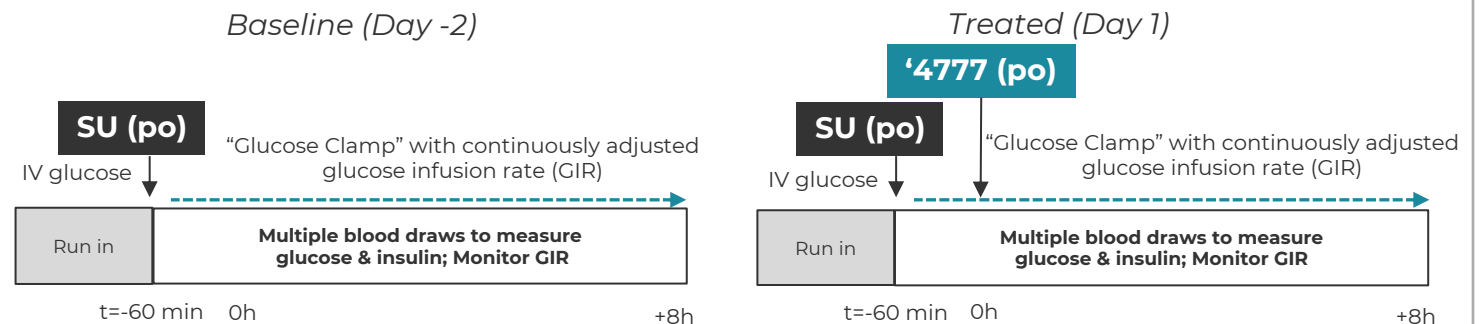 Baseline (Day -2)
SU (po)
IV glucose
“Glucose Clamp” with continuously adjusted
glucose infusion rate (GIR)
Run in
Multiple blood draws to measure
glucose & insulin; Monitor GIR
t=-60 min
0h
+8h
Treated (Day 1)
‘4777 (po)
SU (po)
IV glucose
“Glucose Clamp” with continuously adjusted
glucose infusion rate (GIR)
Run in
Multiple blood draws to measure
glucose & insulin; Monitor GIR
t=-60 min
0h
+8h